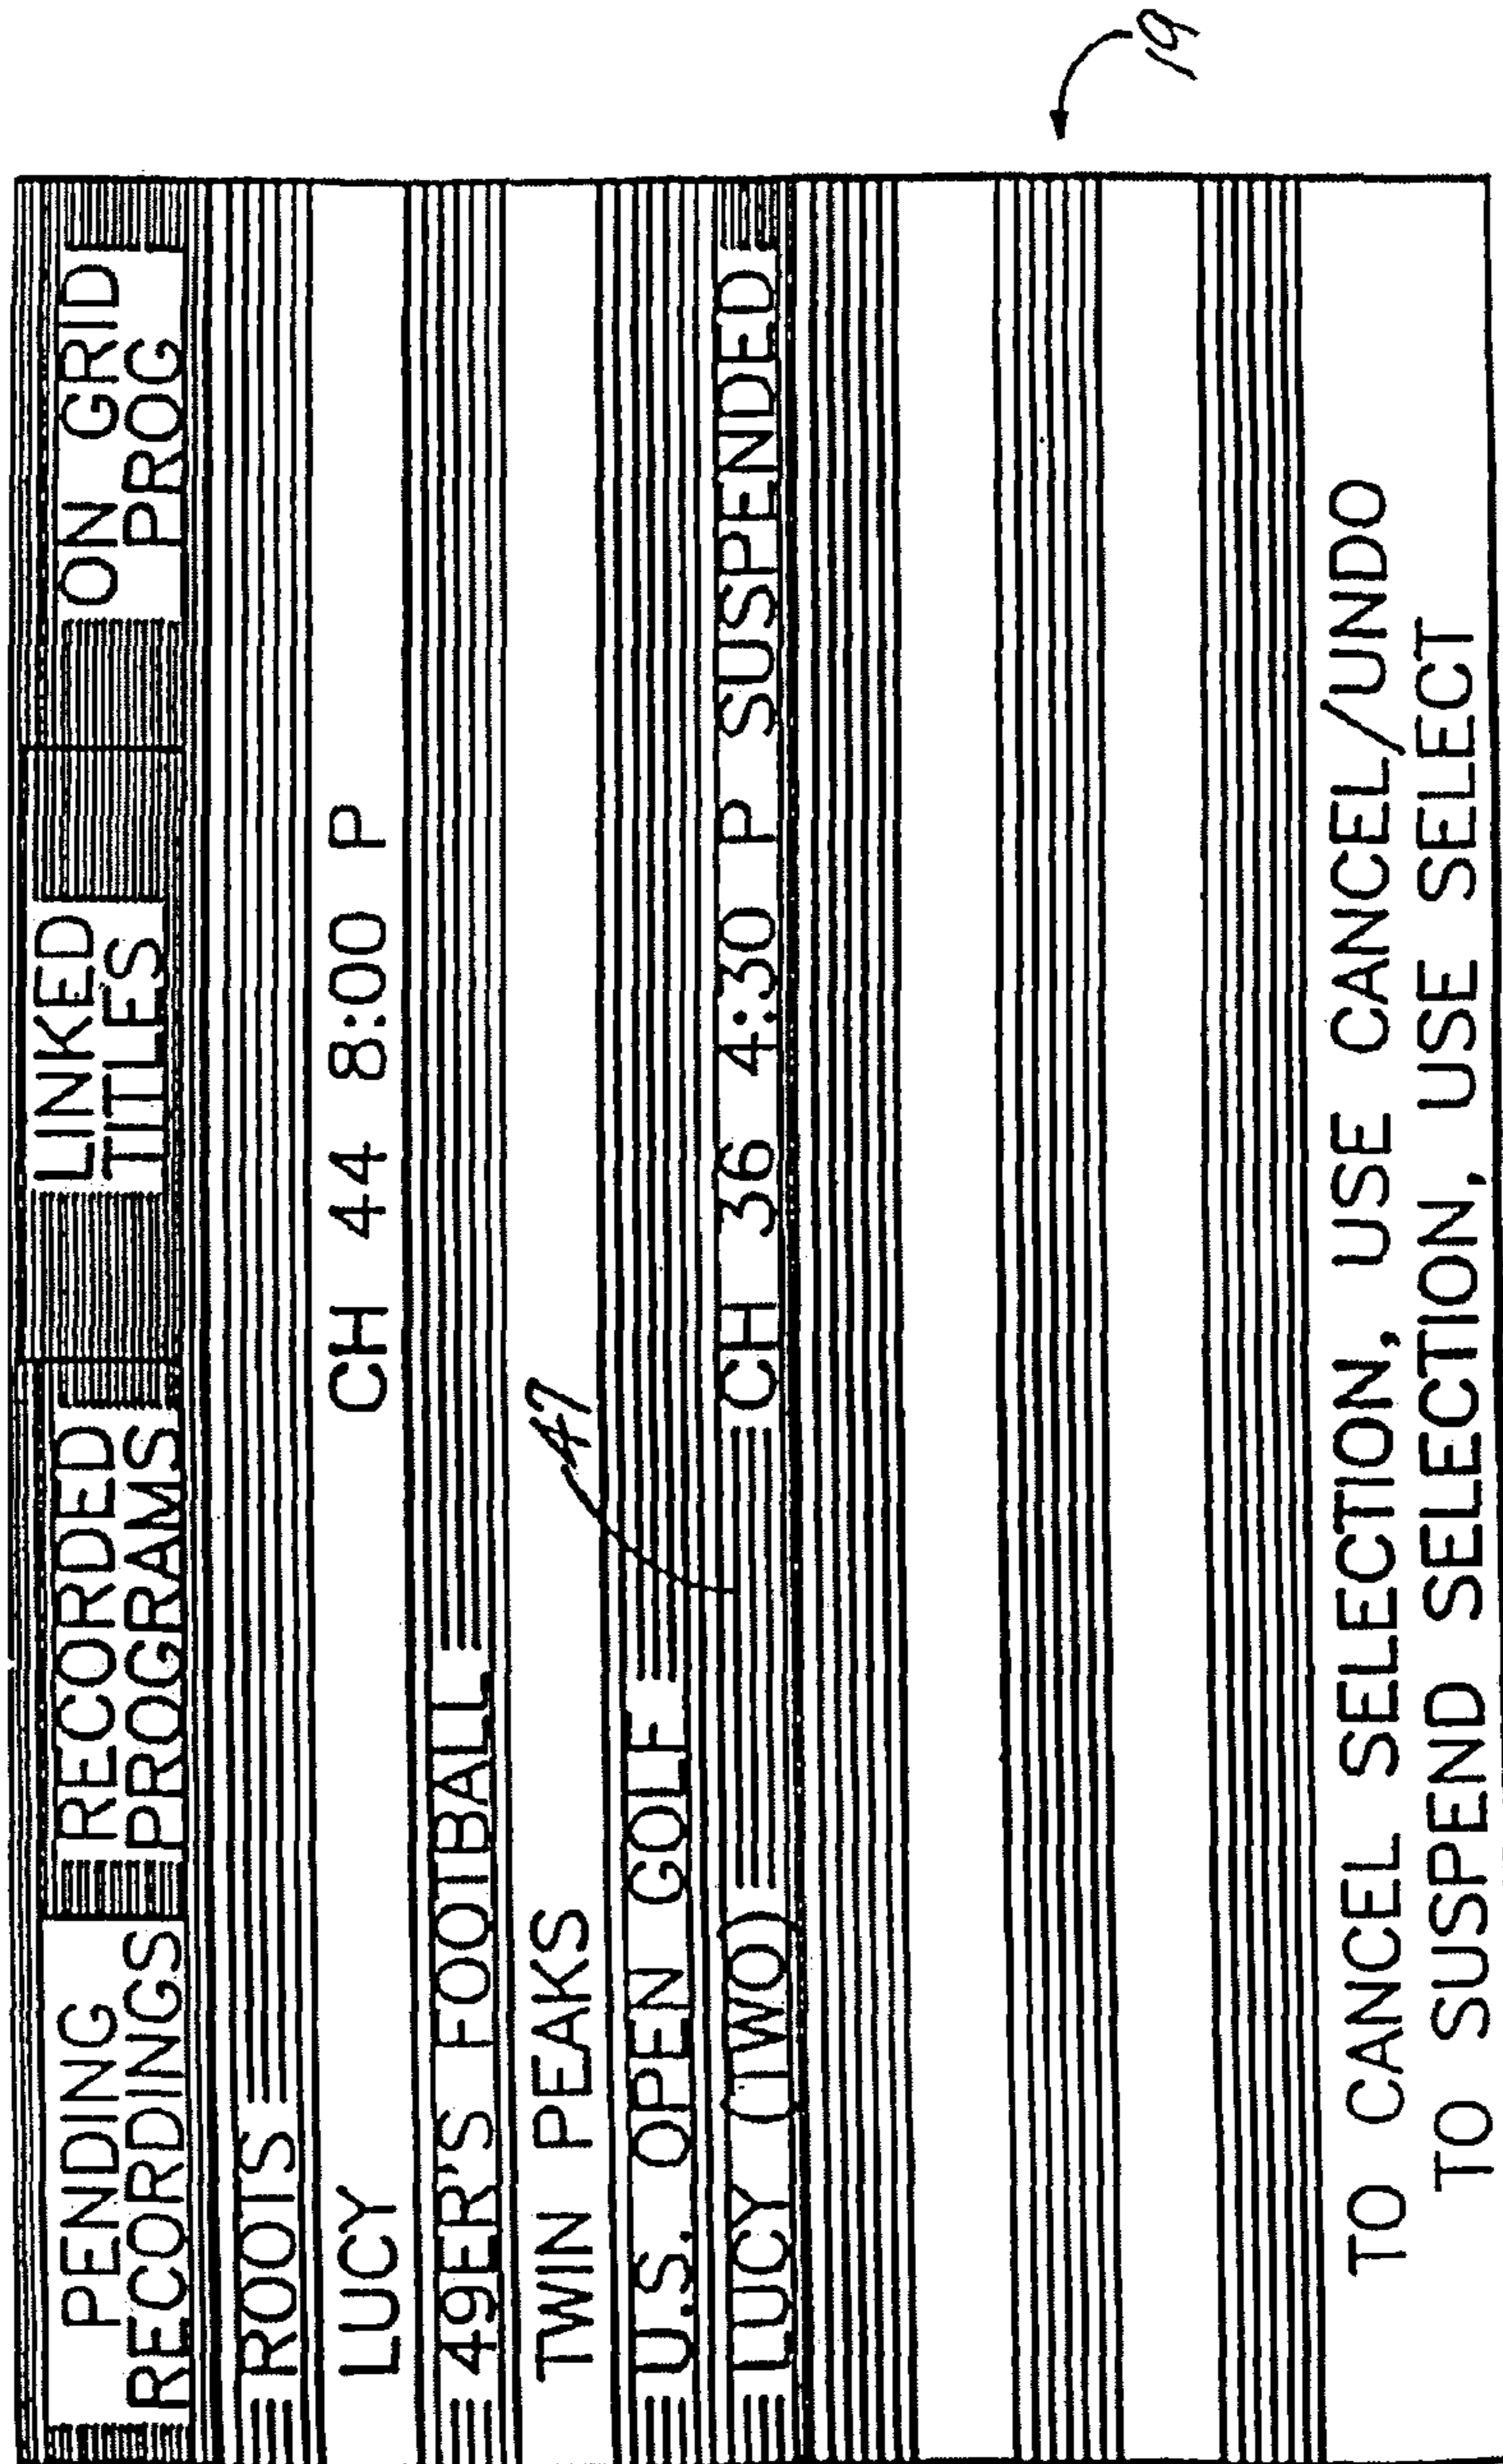 PENDING RECORDINGS RECORDED PROGRAMS LINKED TITLES ON GRID PROG
ROOTS
LUCY CH 44 8:00 P
49ER'S FOOTBALL
TWIN PEAKS
47
U.S. OPEN GOLF
LUCY (TWO) CH 36 4:30 P SUSPENDED
19
TO CANCEL SELECTION, USE CANCEL/UNDO
TO SUSPEND SELECTION, USE SELECT